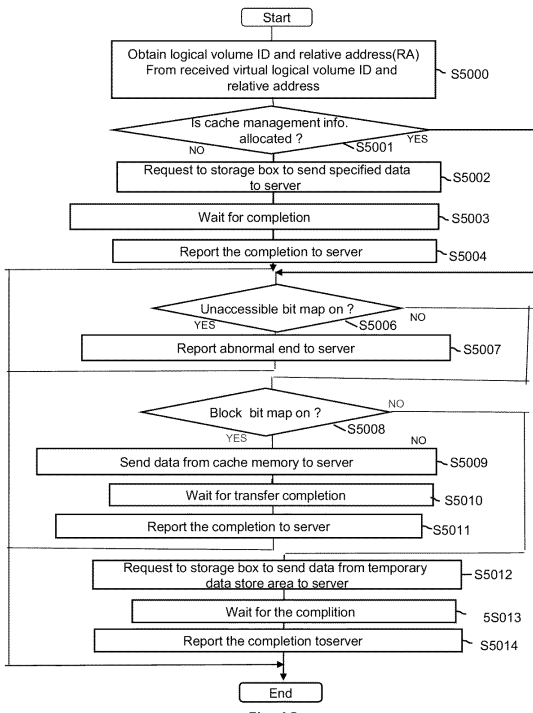 Start
Obtain logical volume ID and relative address(RA)
From received virtual logical volume ID and
relative address
S5000
Is cache management info.
allocated ?
YES
NO
S5001
Request to storage box to send specified data
to server
S5002
Wait for completion
S5003
Report the completion to server
S5004
Unaccessible bit map on ?
NO
YES
S5006
Report abnormal end to server
S5007
NO
Block bit map on ?
S5008
YES
NO
Send data from cache memory to server
S5009
Wait for transfer completion
S5010
Report the completion to server
S5011
Request to storage box to send data from temporary
data store area to server
S5012
Wait for the complition
5S013
Report the completion toserver
S5014
End